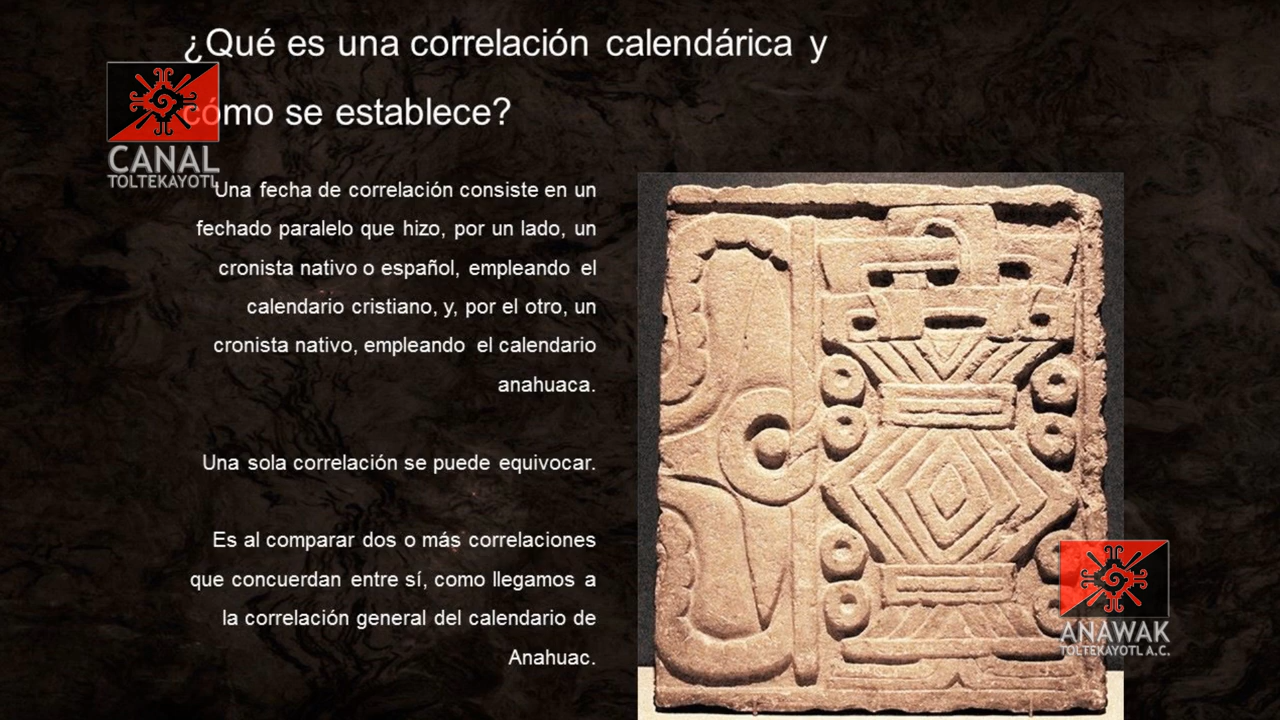 ¿Qué es una correlación calendárica y
cómo se establece?
CANAL
TOLTEKAYOTL
Una fecha de correlación consiste en un
fechado paralelo que hizo, por un lado, un
cronista nativo o español, empleando el
calendario cristiano, y, por el otro, un
cronista nativo, empleando el calendario
anahuaca.
Una sola correlación se puede equivocar.
Es al comparar dos o más correlaciones
que concuerdan entre sí, como llegamos a
la correlación general del calendario de
Anahuac.
ANAWAK
TOLTEKAYOTL A.C.